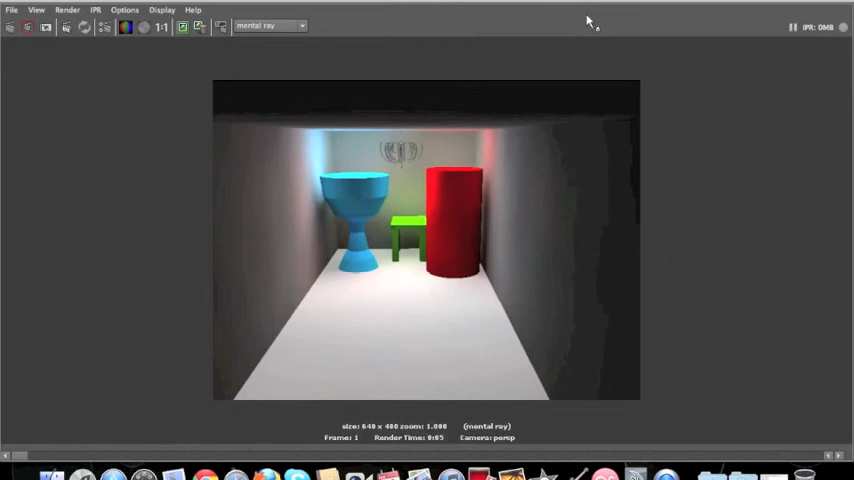 File View Render IPR Options Display Help
1:1 mental ray IPR: 0MB
size: 640 x 480 zoom: 1.000 (mental ray)
Frame: 1 Render Time: 0:05 Camera: persp